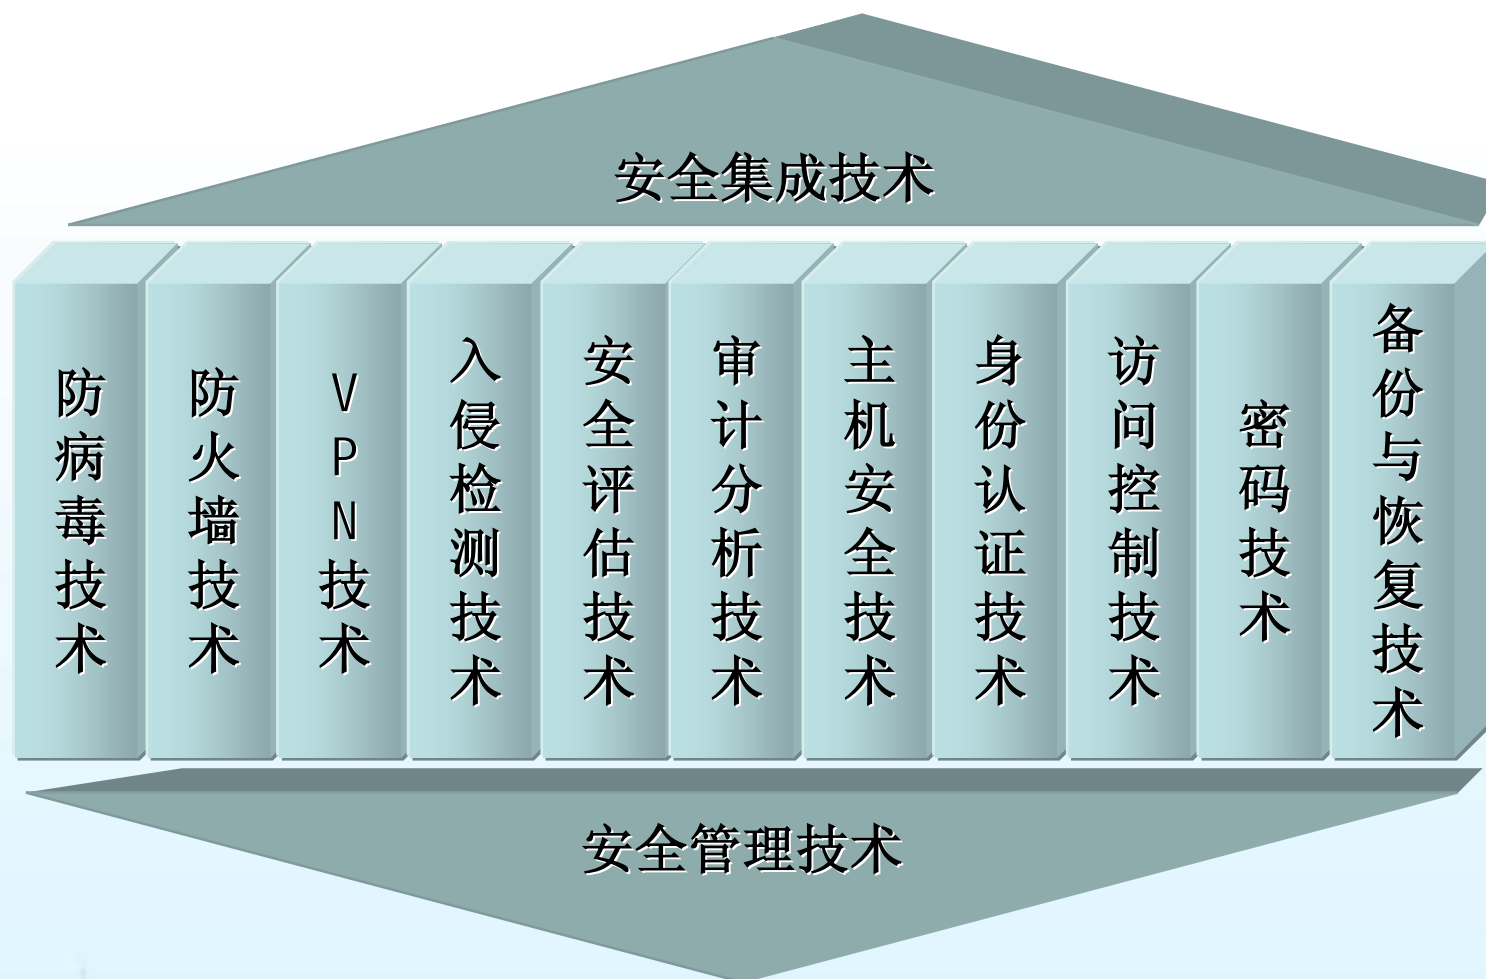 安全集成技术
防病毒技术
防火墙技术
VPN技术
入侵检测技术
安全评估技术
审计分析技术
主机安全技术
身份认证技术
访问控制技术
密码技术
备份与恢复技术
安全管理技术